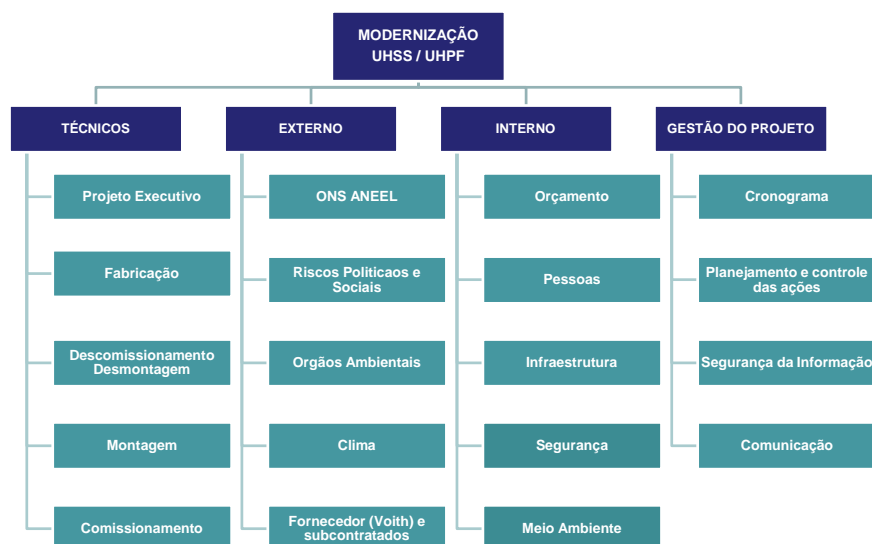 MODERNIZAÇÃO
UHSS / UHPF
TÉCNICOS
EXTERNO
INTERNO
GESTÃO DO PROJETO
Projeto Executivo
ONS ANEEL
Orçamento
Cronograma
Fabricação
Riscos Politicaos e
Sociais
Pessoas
Planejamento e controle
das ações
Descomissionamento
Desmontagem
Orgãos Ambientais
Infraestrutura
Segurança da Informação
Montagem
Clima
Segurança
Comunicação
Comissionamento
Fornecedor (Voith) e
subcontratados
Meio Ambiente